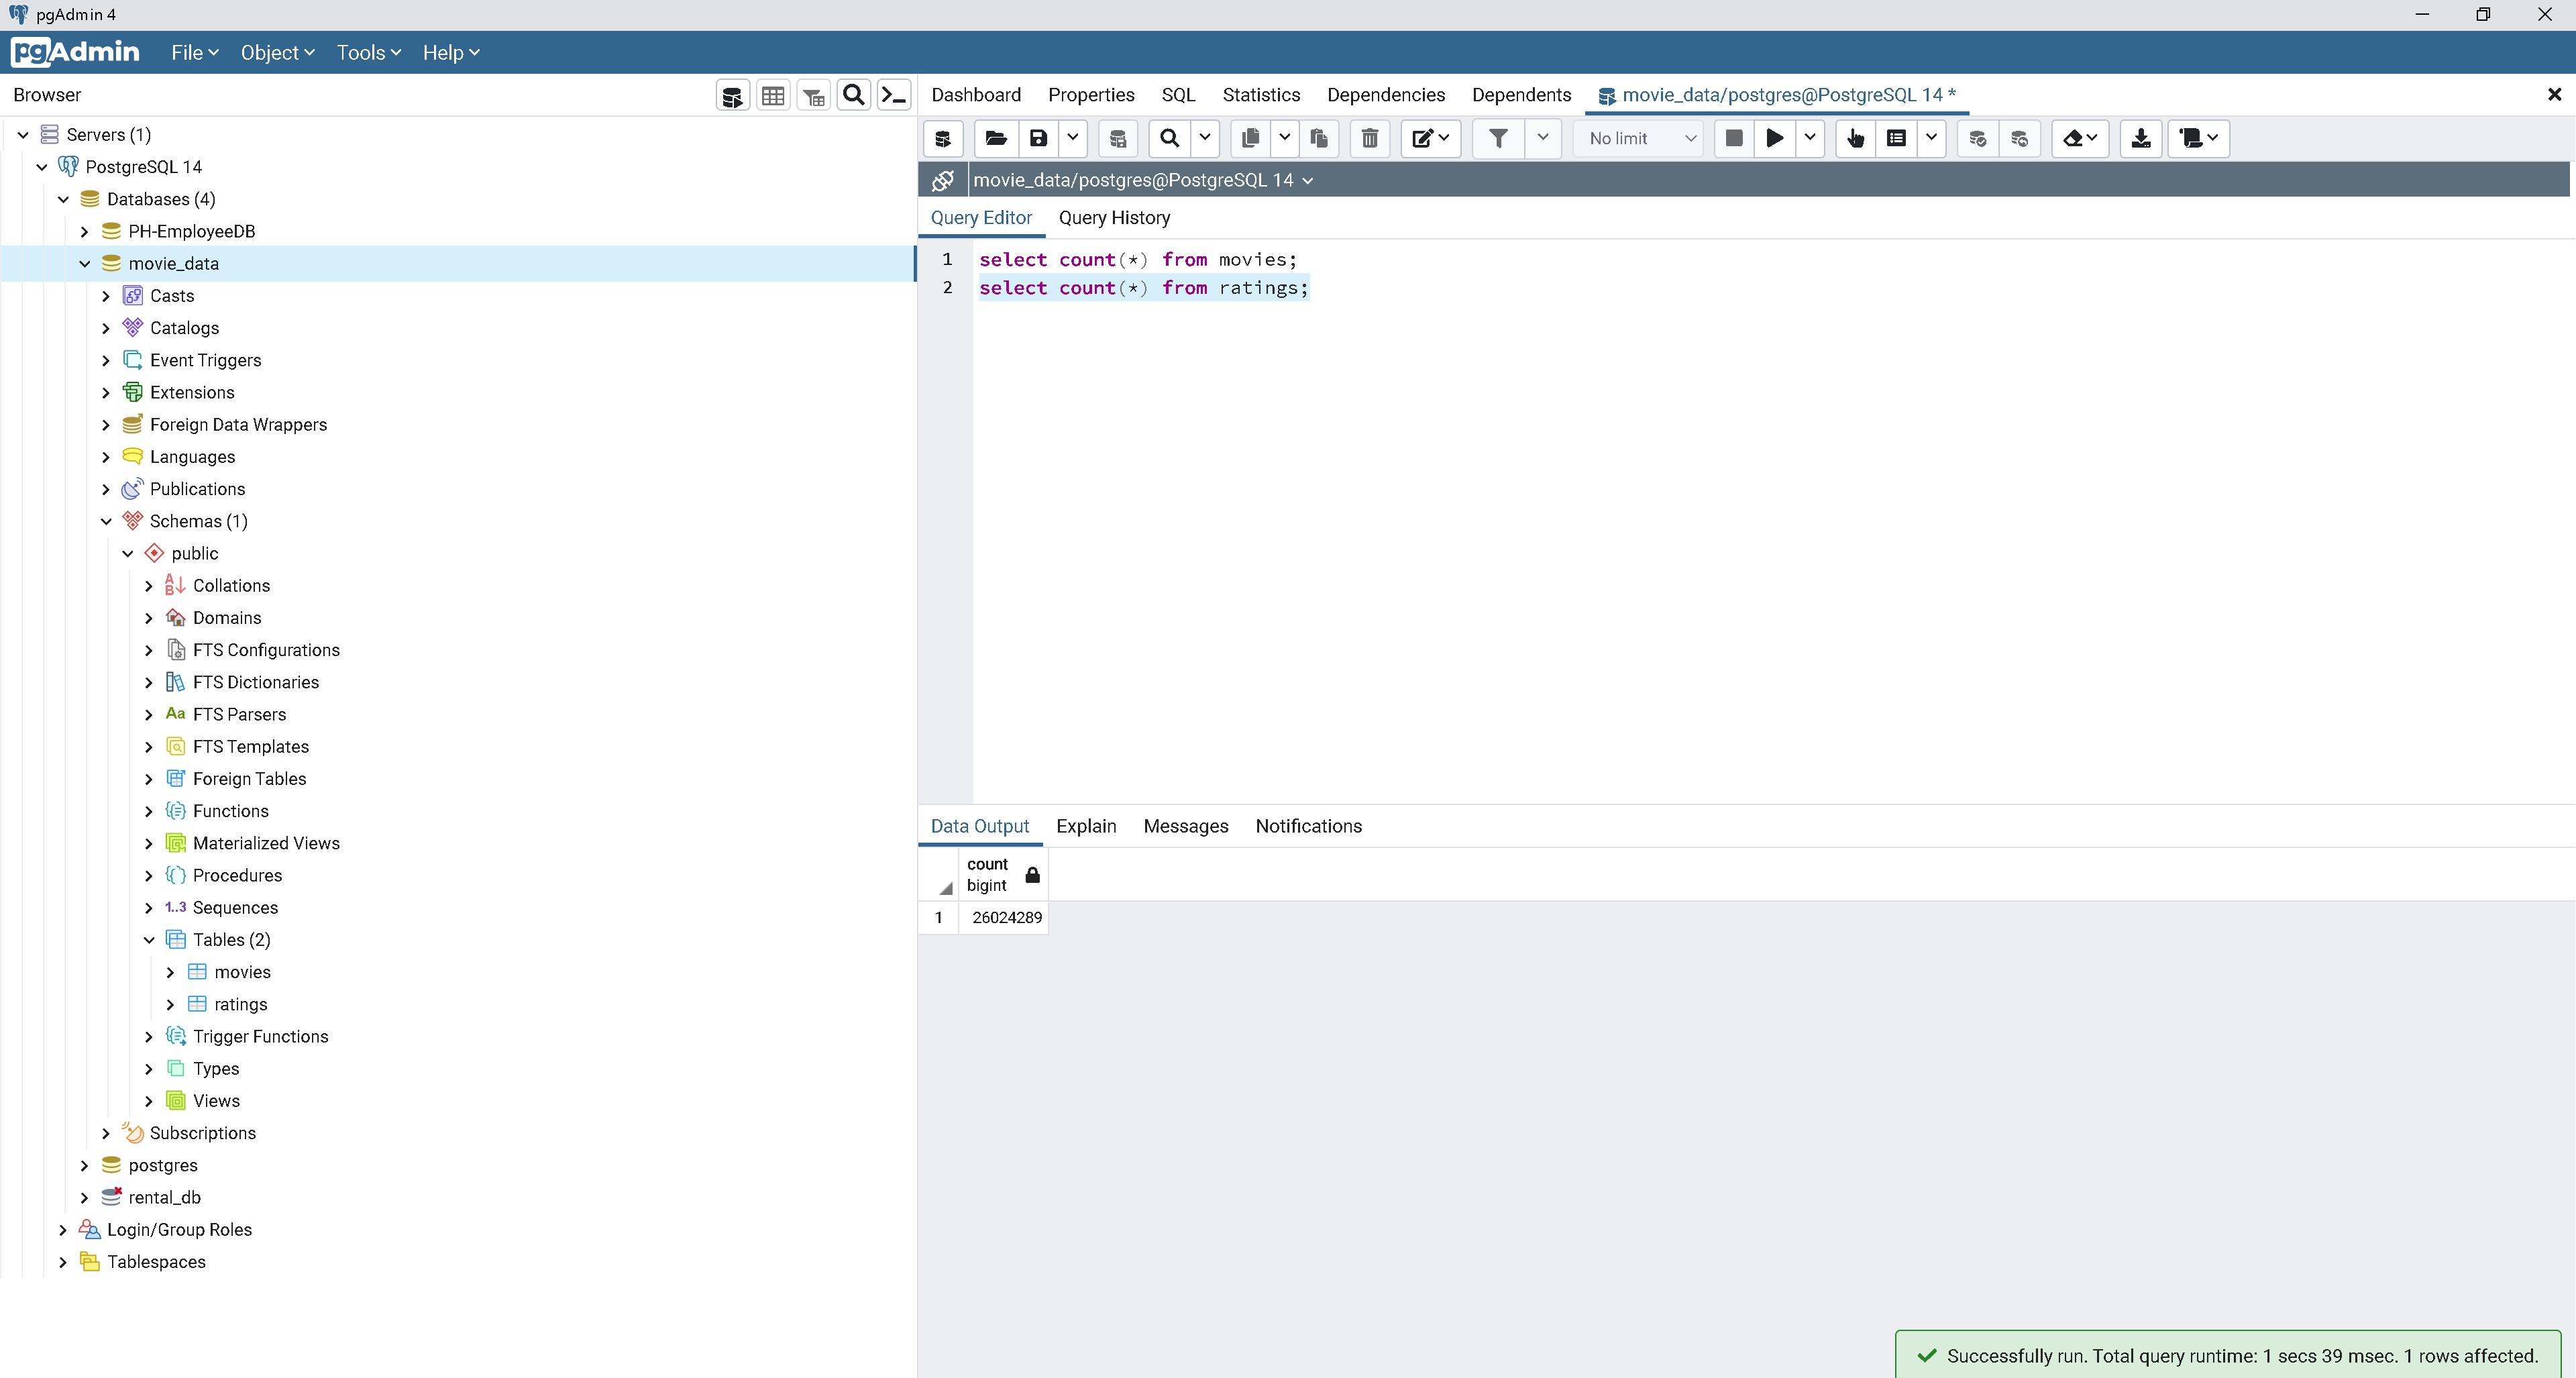 pgAdmin 4
pgAdmin File Object Tools Help
Browser
Servers (1)
PostgreSQL 14
Databases (4)
PH-EmployeeDB
movie_data
Casts
Catalogs
Event Triggers
Extensions
Foreign Data Wrappers
Languages
Publications
Schemas (1)
public
Collations
Domains
FTS Configurations
FTS Dictionaries
Aa FTS Parsers
FTS Templates
Foreign Tables
Functions
Materialized Views
Procedures
1..3 Sequences
Tables (2)
movies
ratings
Trigger Functions
Types
Views
Subscriptions
postgres
rental_db
Login/Group Roles
Tablespaces
Dashboard Properties SQL Statistics Dependencies Dependents movie_data/postgres@PostgreSQL 14 *
No limit
movie_data/postgres@PostgreSQL 14
Query Editor Query History
1 select count(*) from movies;
2 select count(*) from ratings;
Data Output Explain Messages Notifications
count
bigint
1 26024289
Successfully run. Total query runtime: 1 secs 39 msec. 1 rows affected.